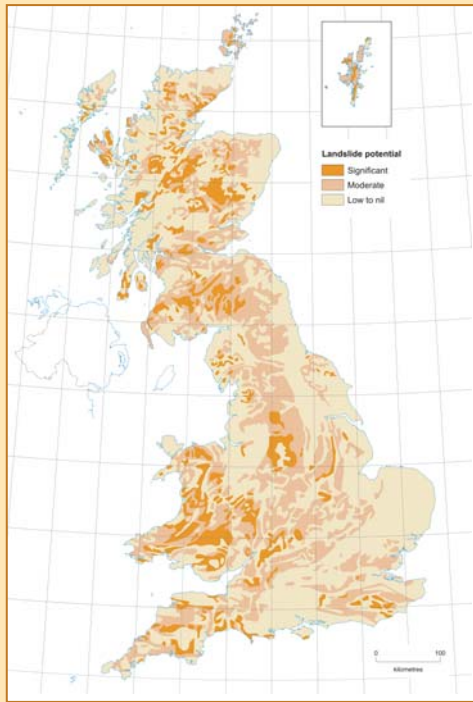 Landslide potential
Significant
Moderate
Low to nil
0 100
Kilometres